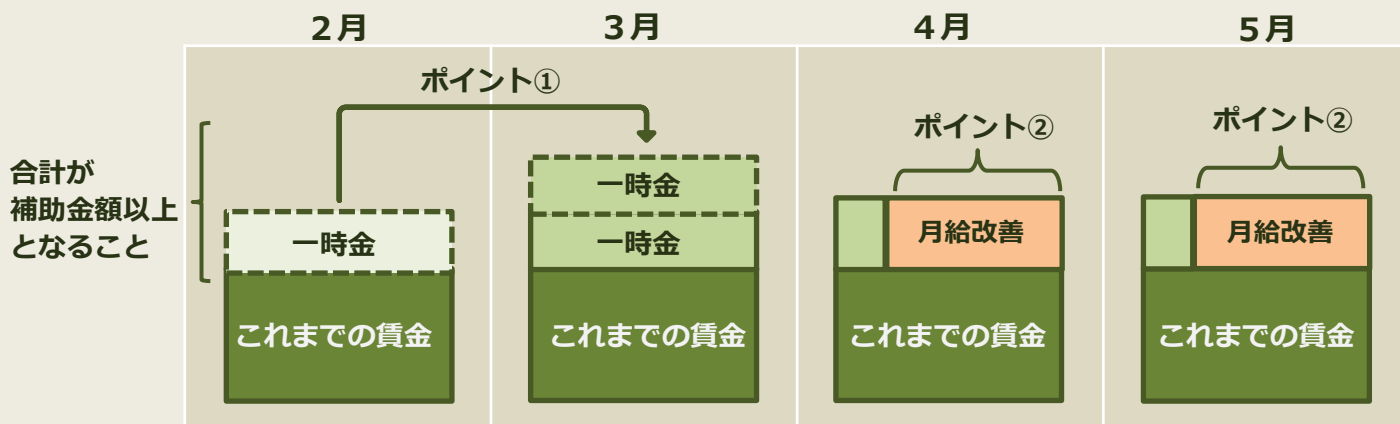 2月
3月
4月
5月
ポイント①
ポイント②
ポイント②
合計が
補助金額以上
となること
一時金
一時金
一時金
月給改善
月給改善
これまでの賃金
これまでの賃金
これまでの賃金
これまでの賃金